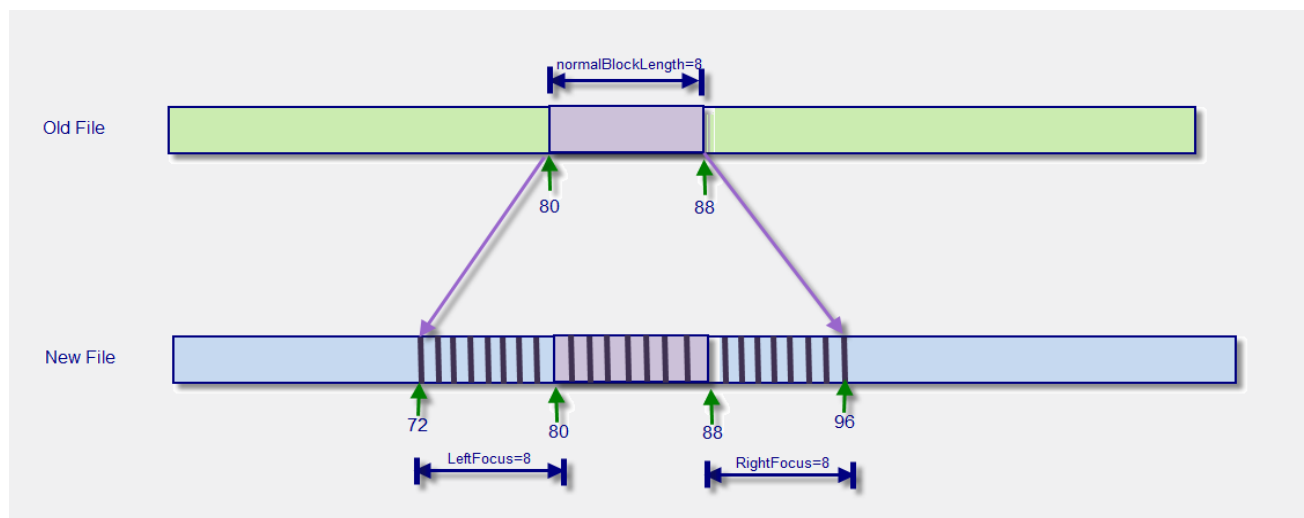 normalBlockLength=8
Old File
80
88
New File
72
80
88
96
LeftFocus=8
RightFocus=8